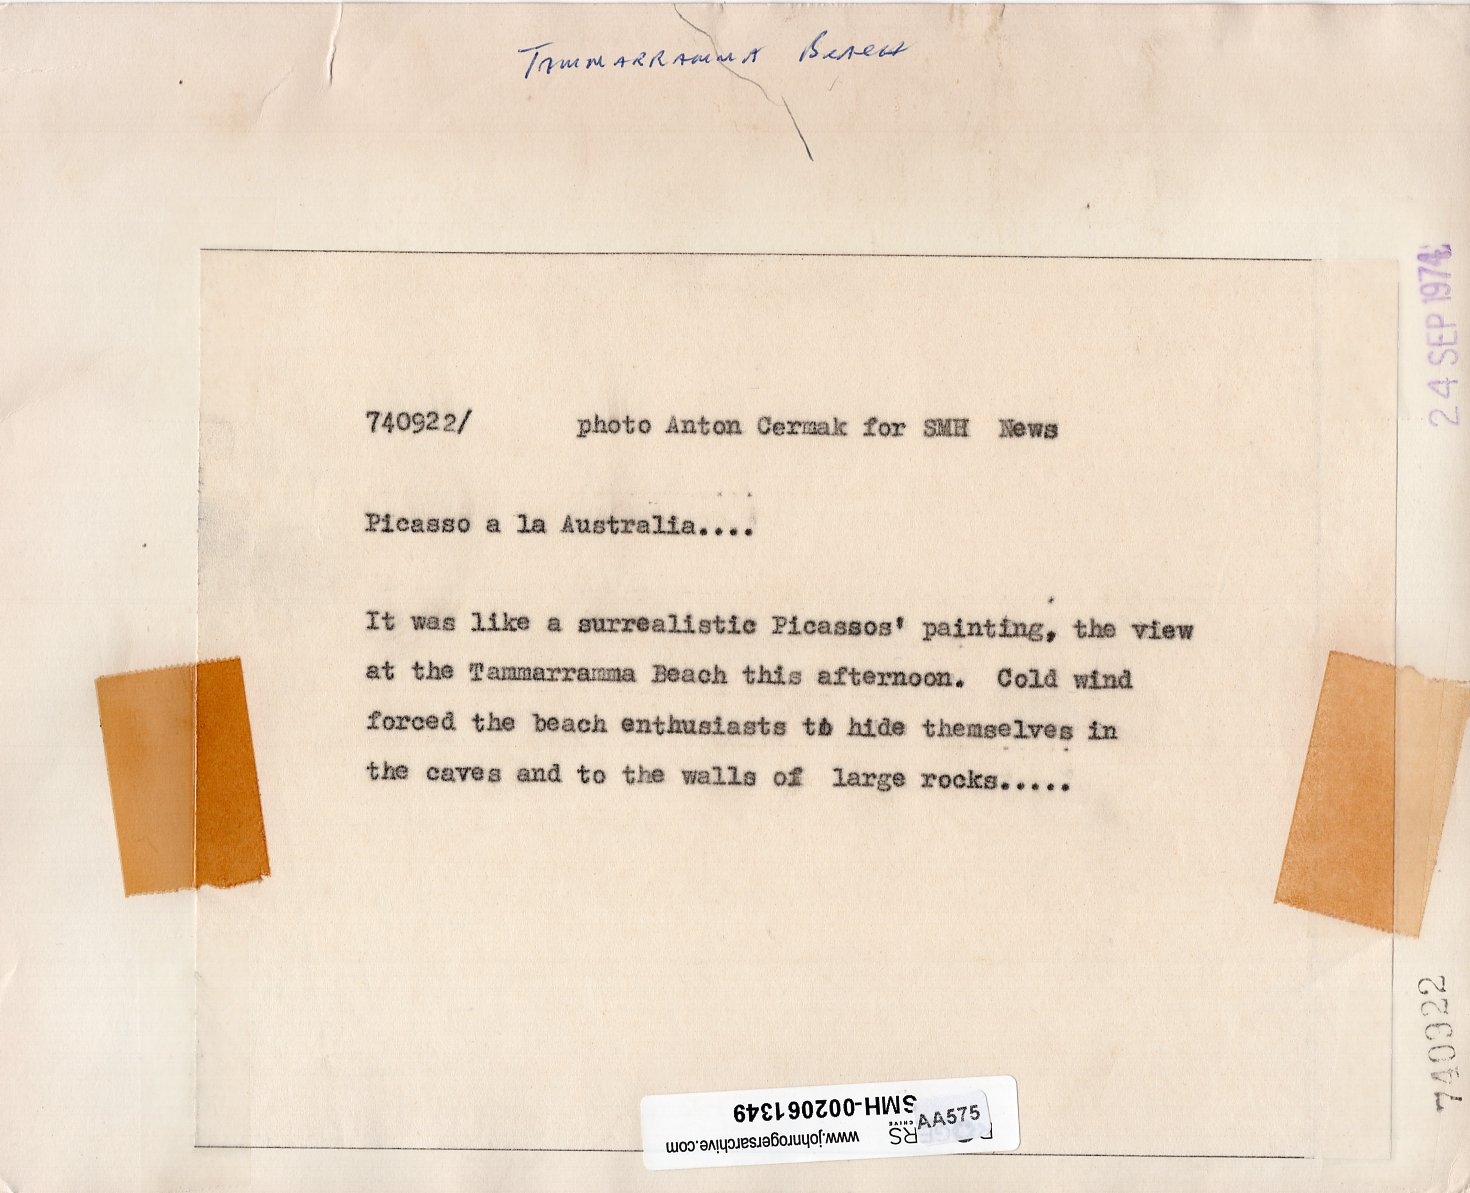 TAMMARRAMMA BEACH
24 SEP 1974
740922/ photo Anton Cermak for SMH News
Picasso a la Australia....
It was like a surrealistic Picassos' painting, the view
at the Tammarramma Beach this afternoon. Cold wind
forced the beach enthusiasts to hide themselves in
the caves and to the walls of large rocks.....
740922
AA575
SMH-002061349
www.johnrogersarchive.com